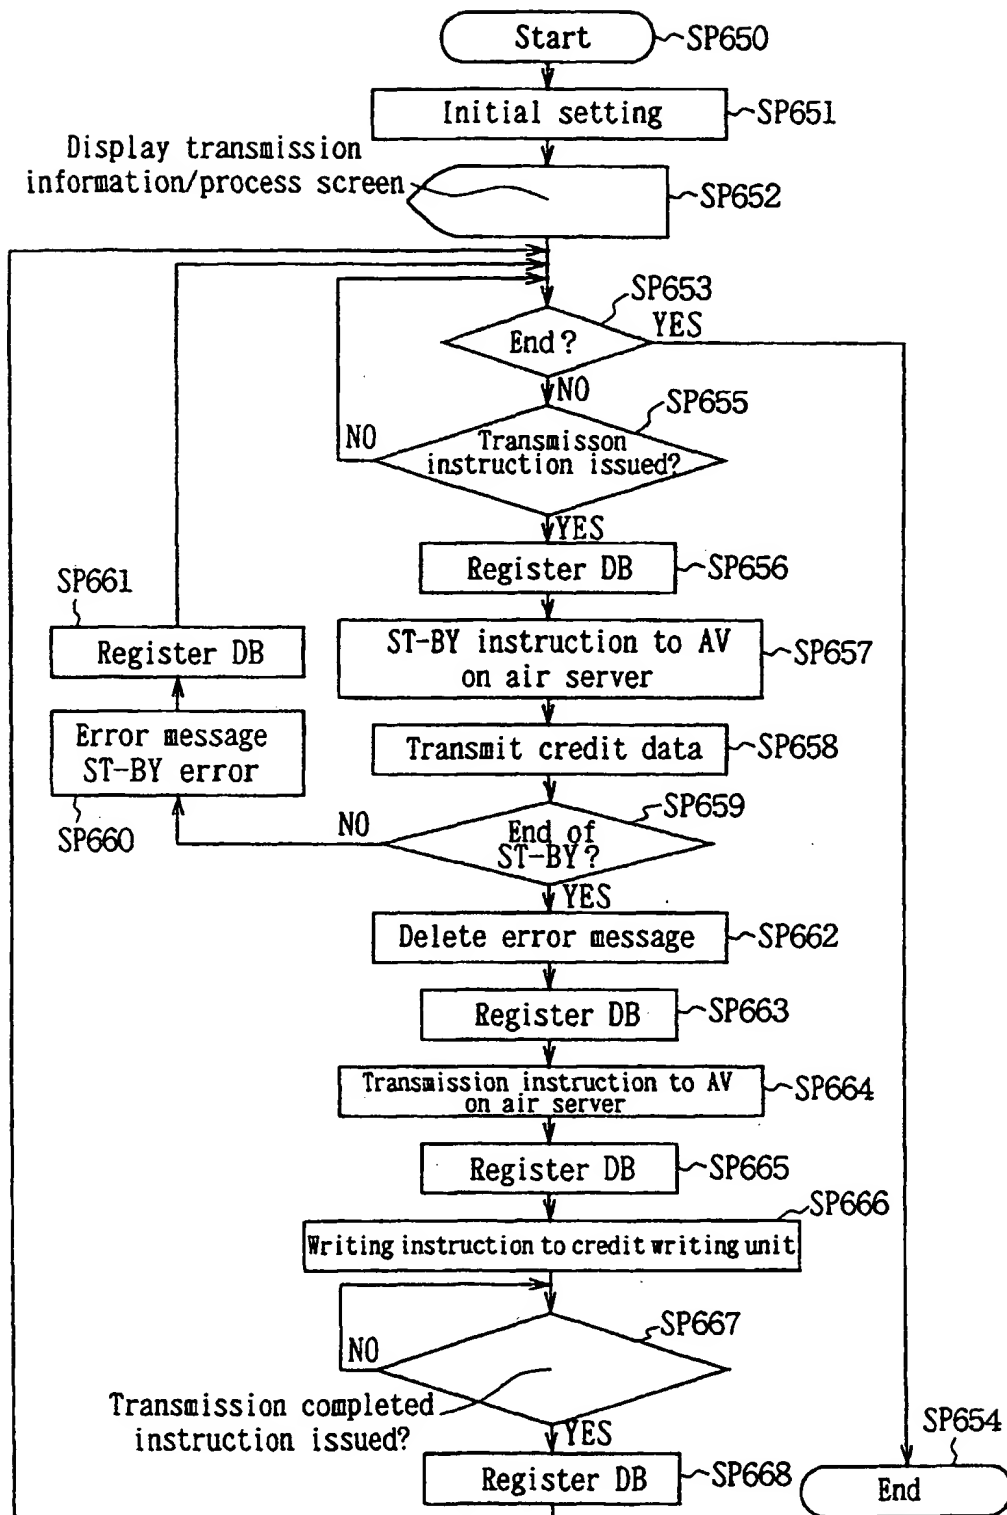 Start
SP650
Initial setting
SP651
Display transmission
information/process screen
SP652
SP653
End?
YES
NO
SP655
Transmisson
instruction issued?
NO
YES
Register DB
SP656
SP661
Register DB
ST-BY instruction to AV
on air server
SP657
Error message
ST-BY error
SP660
Transmit credit data
SP658
SP659
End of
ST-BY?
NO
YES
Delete error message
SP662
Register DB
SP663
Transmission instruction to AV
on air server
SP664
Register DB
SP665
SP666
Writing instruction to credit writing unit
SP667
NO
Transmission completed
instruction issued?
YES
Register DB
SP668
SP654
End